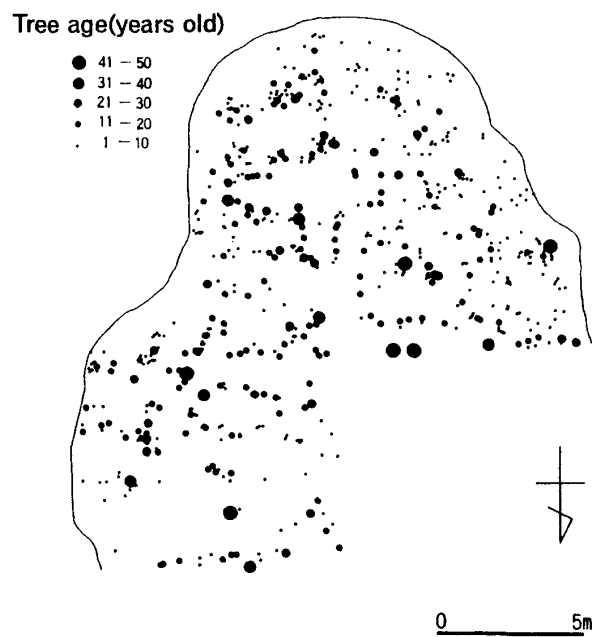 Tree age(years old)
41 – 50
31 – 40
21 – 30
11 – 20
1 – 10
0 5m